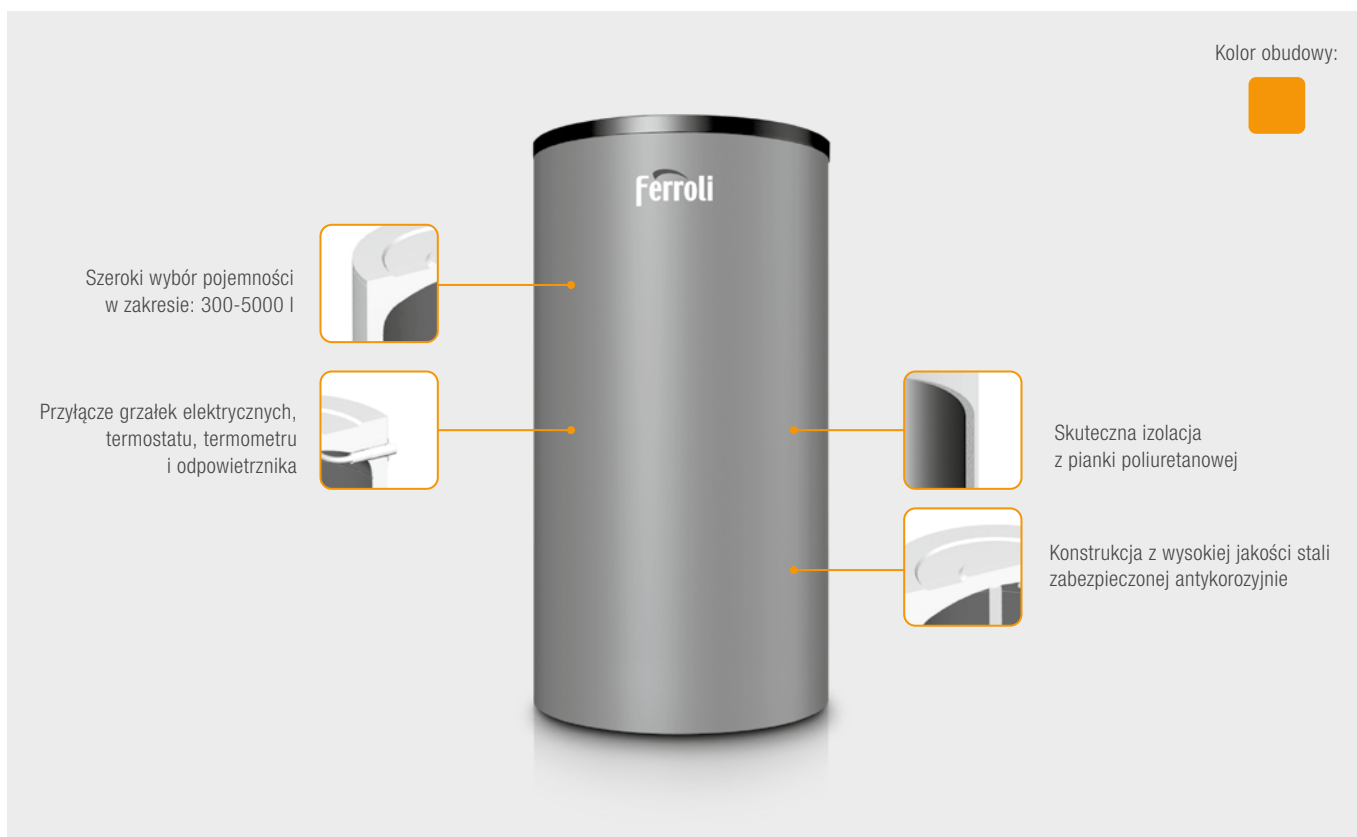 Kolor obudowy:
Ferroli
Szeroki wybór pojemności
w zakresie: 300-5000 l
Przyłącze grzałek elektrycznych,
termostatu, termometru
i odpowietrznika
Skuteczna izolacja
z pianki poliuretanowej
Konstrukcja z wysokiej jakości stali
zabezpieczonej antykorozyjnie